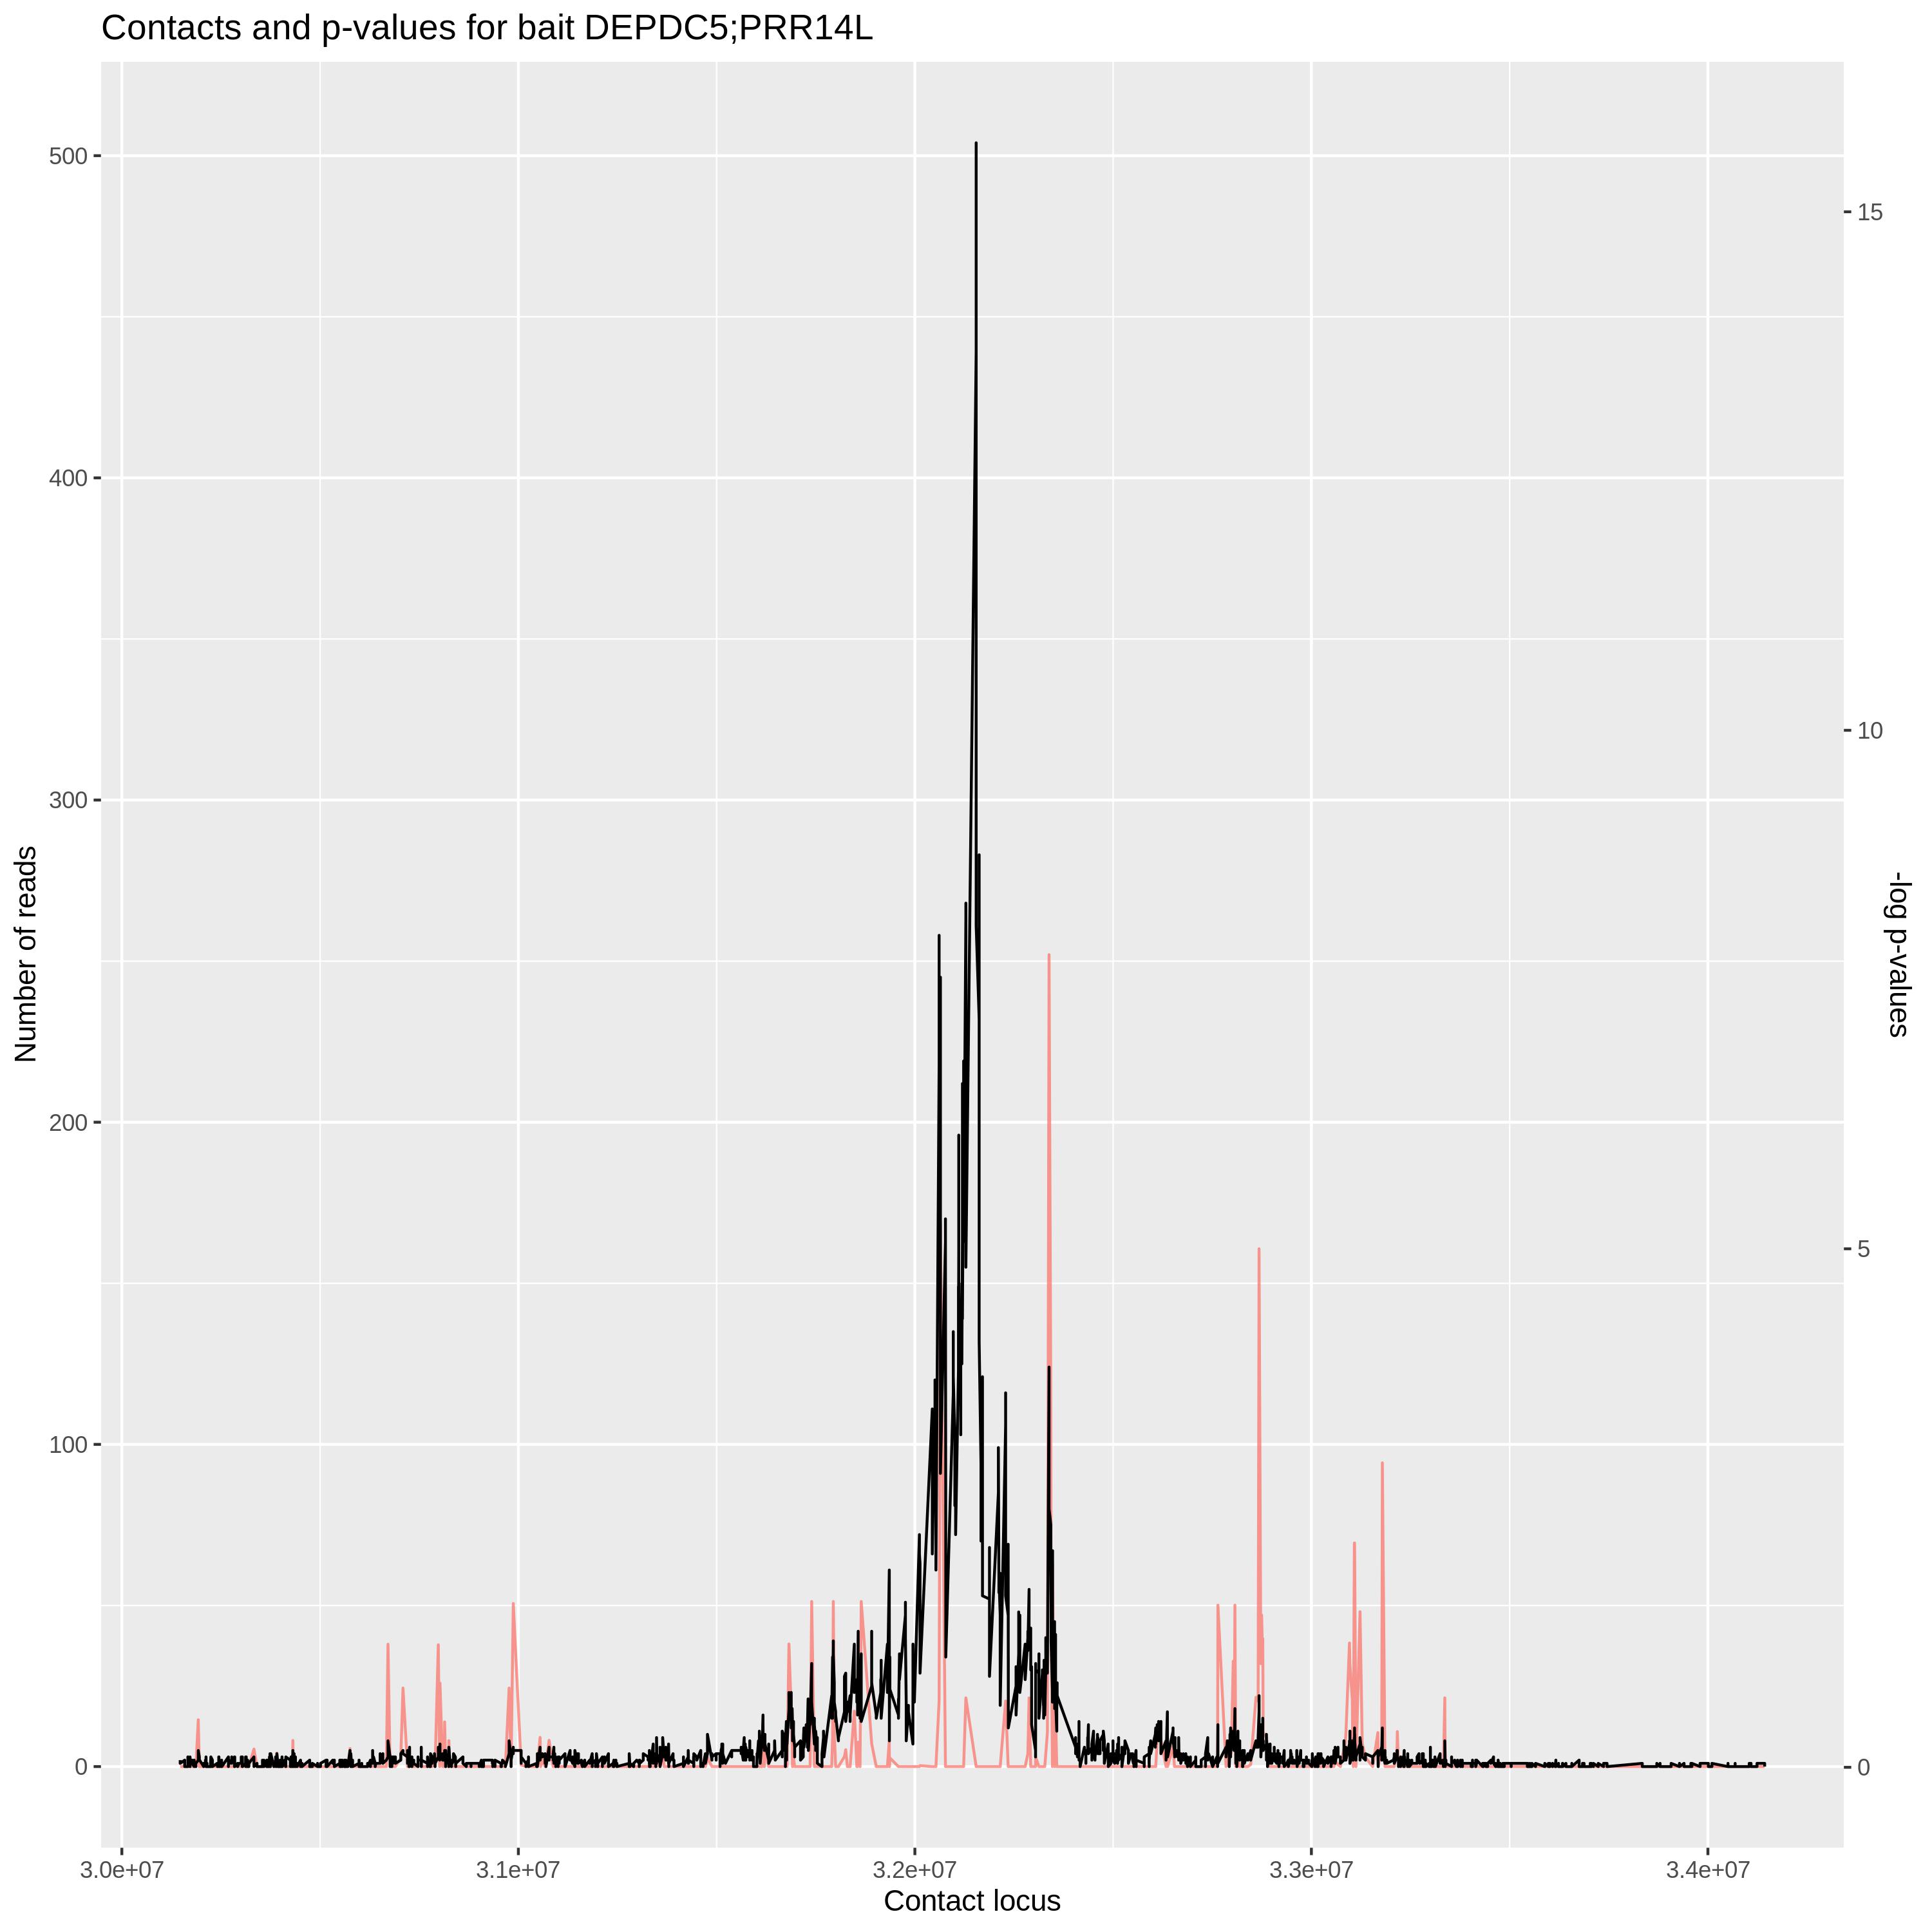 Contacts and p-values for bait DEPDC5;PRR14L
Number of reads
500
400
300
200
100
0
15
10
5
0
-log p-values
3.0e+07 3.1e+07 3.2e+07 3.3e+07 3.4e+07
Contact locus